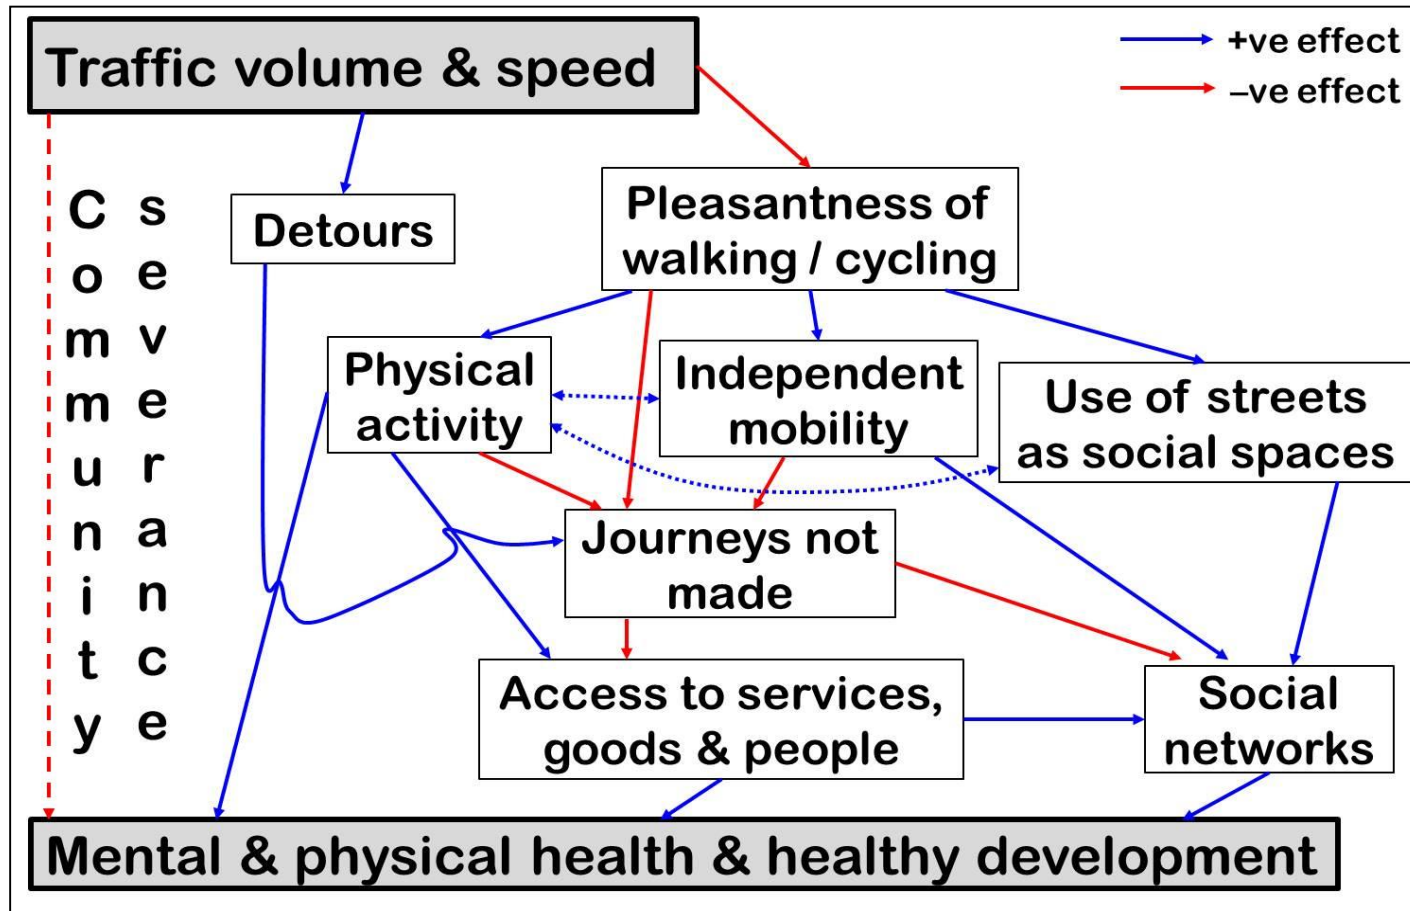 Traffic volume & speed
+ve effect
–ve effect
Community
severance
Detours
Pleasantness of
walking / cycling
Physical
activity
Independent
mobility
Use of streets
as social spaces
Journeys not
made
Access to services,
goods & people
Social
networks
Mental & physical health & healthy development